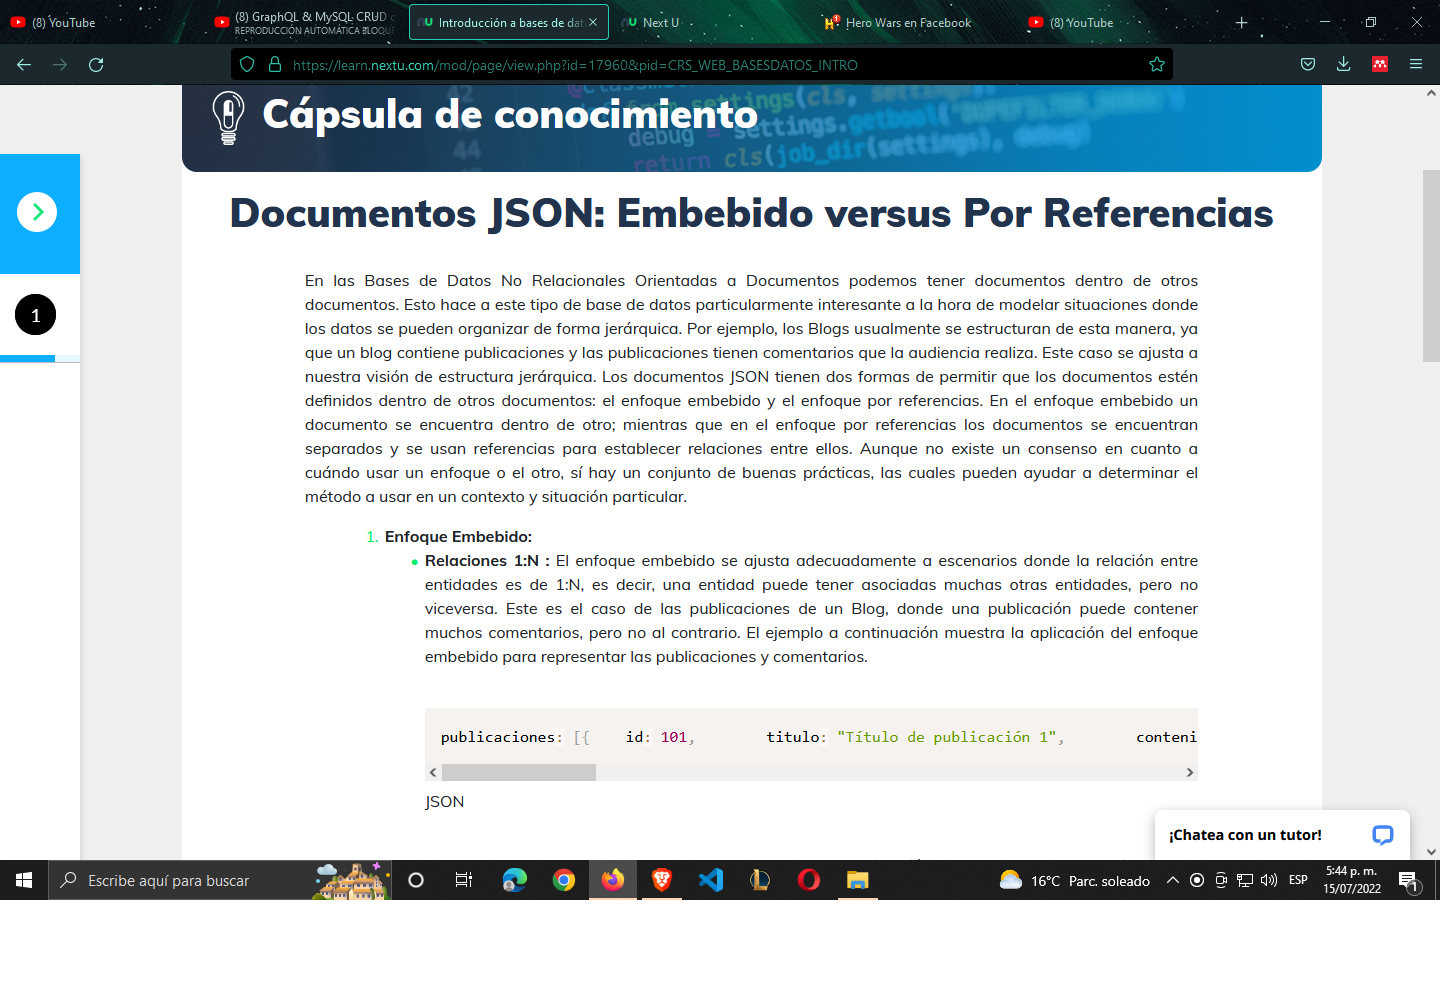 (8) YouTube
(8) GraphQL & MySQL CRUD
REPRODUCCIÓN AUTOMÁTICA BLOQUE
Introducción a bases de dat
Next U
Hero Wars en Facebook
(8) YouTube
https://learn.nextu.com/mod/page/view.php?id=17960&pid=CRS_WEB_BASESDATOS_INTRO
42
settings(cls, settings
debug = settings.getbool(
44
return cls(job_dir(settings), debug)
Cápsula de conocimiento
1
Documentos JSON: Embebido versus Por Referencias
En las Bases de Datos No Relacionales Orientadas a Documentos podemos tener documentos dentro de otros
documentos. Esto hace a este tipo de base de datos particularmente interesante a la hora de modelar situaciones donde
los datos se pueden organizar de forma jerárquica. Por ejemplo, los Blogs usualmente se estructuran de esta manera, ya
que un blog contiene publicaciones y las publicaciones tienen comentarios que la audiencia realiza. Este caso se ajusta a
nuestra visión de estructura jerárquica. Los documentos JSON tienen dos formas de permitir que los documentos estén
definidos dentro de otros documentos: el enfoque embebido y el enfoque por referencias. En el enfoque embebido un
documento se encuentra dentro de otro; mientras que en el enfoque por referencias los documentos se encuentran
separados y se usan referencias para establecer relaciones entre ellos. Aunque no existe un consenso en cuanto a
cuándo usar un enfoque o el otro, sí hay un conjunto de buenas prácticas, las cuales pueden ayudar a determinar el
método a usar en un contexto y situación particular.
1. Enfoque Embebido:
• Relaciones 1:N : El enfoque embebido se ajusta adecuadamente a escenarios donde la relación entre
entidades es de 1:N, es decir, una entidad puede tener asociadas muchas otras entidades, pero no
viceversa. Este es el caso de las publicaciones de un Blog, donde una publicación puede contener
muchos comentarios, pero no al contrario. El ejemplo a continuación muestra la aplicación del enfoque
embebido para representar las publicaciones y comentarios.
publicaciones: [{    id: 101,        titulo: "Título de publicación 1",        conteni
JSON
¡Chatea con un tutor!
Escribe aquí para buscar
16°C Parc. soleado
ESP
5:44 p. m.
15/07/2022
1